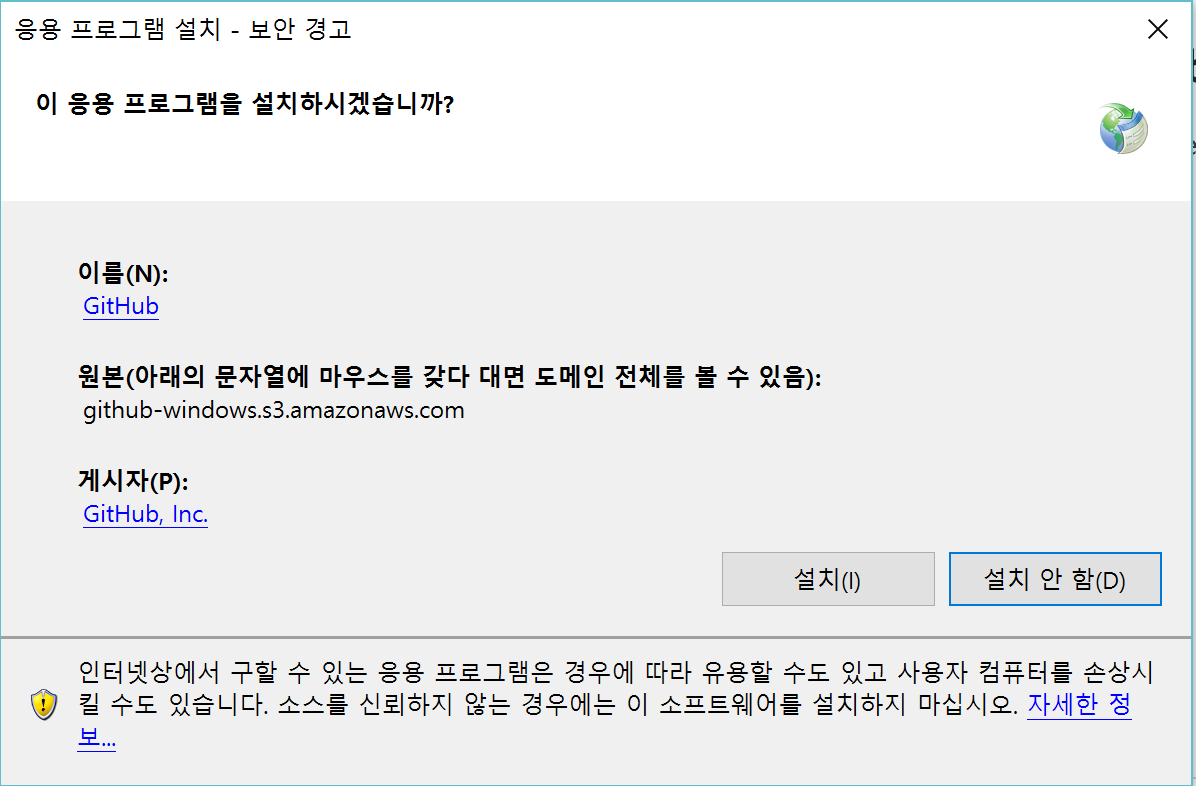 응용 프로그램 설치 - 보안 경고
이 응용 프로그램을 설치하시겠습니까?
이름(N):
GitHub
원본(아래의 문자열에 마우스를 갖다 대면 도메인 전체를 볼 수 있음):
github-windows.s3.amazonaws.com
게시자(P):
GitHub, Inc.
설치(I)
설치 안 함(D)
인터넷상에서 구할 수 있는 응용 프로그램은 경우에 따라 유용할 수도 있고 사용자 컴퓨터를 손상시
킬 수도 있습니다. 소스를 신뢰하지 않는 경우에는 이 소프트웨어를 설치하지 마십시오. 자세한 정
보...